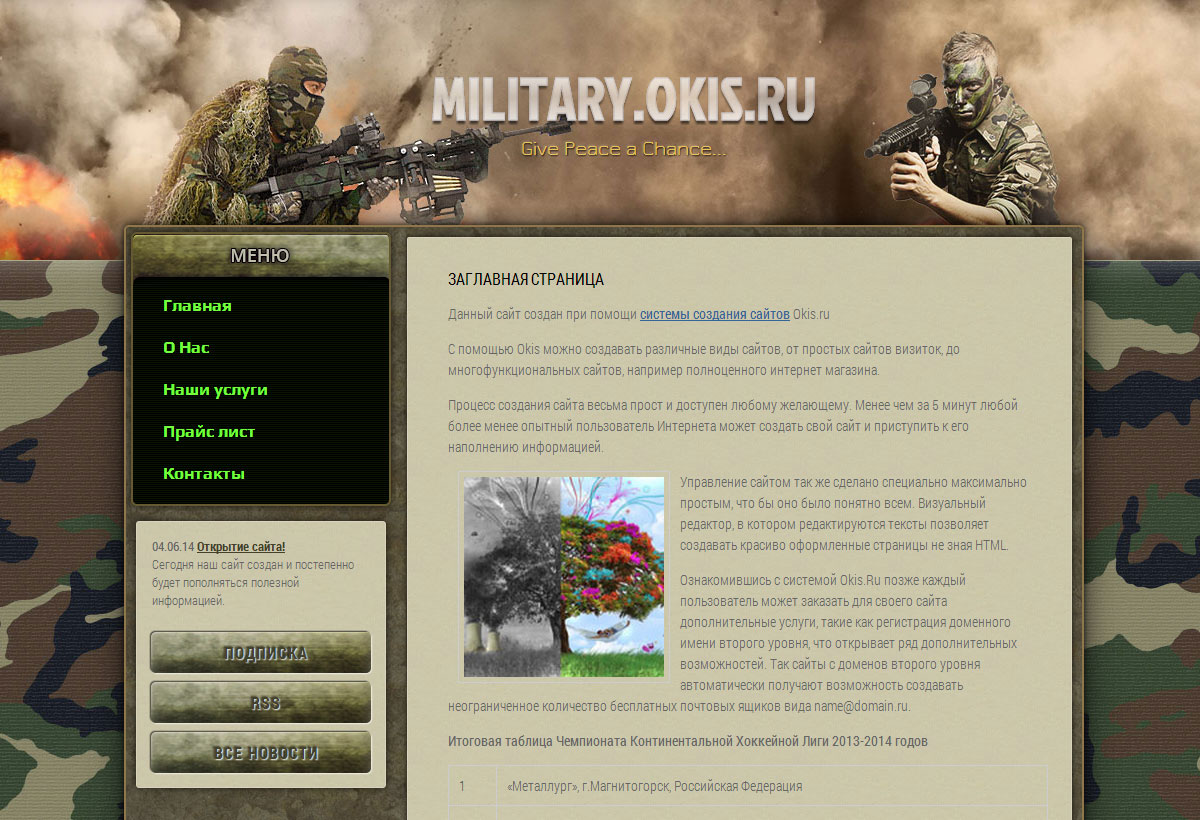 MILITARY.OKIS.RU
Give Peace a Chance...
МЕНЮ
Главная
О Нас
Наши услуги
Прайс лист
Контакты
04.06.14 Открытие сайта!
Сегодня наш сайт создан и постепенно
будет пополняться полезной
информацией.
ПОДПИСКА
RSS
ВСЕ НОВОСТИ
ЗАГЛАВНАЯ СТРАНИЦА
Данный сайт создан при помощи системы создания сайтов Okis.ru
С помощью Okis можно создавать различные виды сайтов, от простых сайтов визиток, до
многофункциональных сайтов, например полноценного интернет магазина.
Процесс создания сайта весьма прост и доступен любому желающему. Менее чем за 5 минут любой
более менее опытный пользователь Интернета может создать свой сайт и приступить к его
наполнению информацией.
Управление сайтом так же сделано специально максимально
простым, что бы оно было понятно всем. Визуальный
редактор, в котором редактируются тексты позволяет
создавать красиво оформленные страницы не зная HTML.
Ознакомившись с системой Okis.Ru позже каждый
пользователь может заказать для своего сайта
дополнительные услуги, такие как регистрация доменного
имени второго уровня, что открывает ряд дополнительных
возможностей. Так сайты с доменов второго уровня
автоматически получают возможность создавать
неограниченное количество бесплатных почтовых ящиков вида name@domain.ru.
Итоговая таблица Чемпионата Континентальной Хоккейной Лиги 2013-2014 годов
1 «Металлург», г.Магнитогорск, Российская Федерация